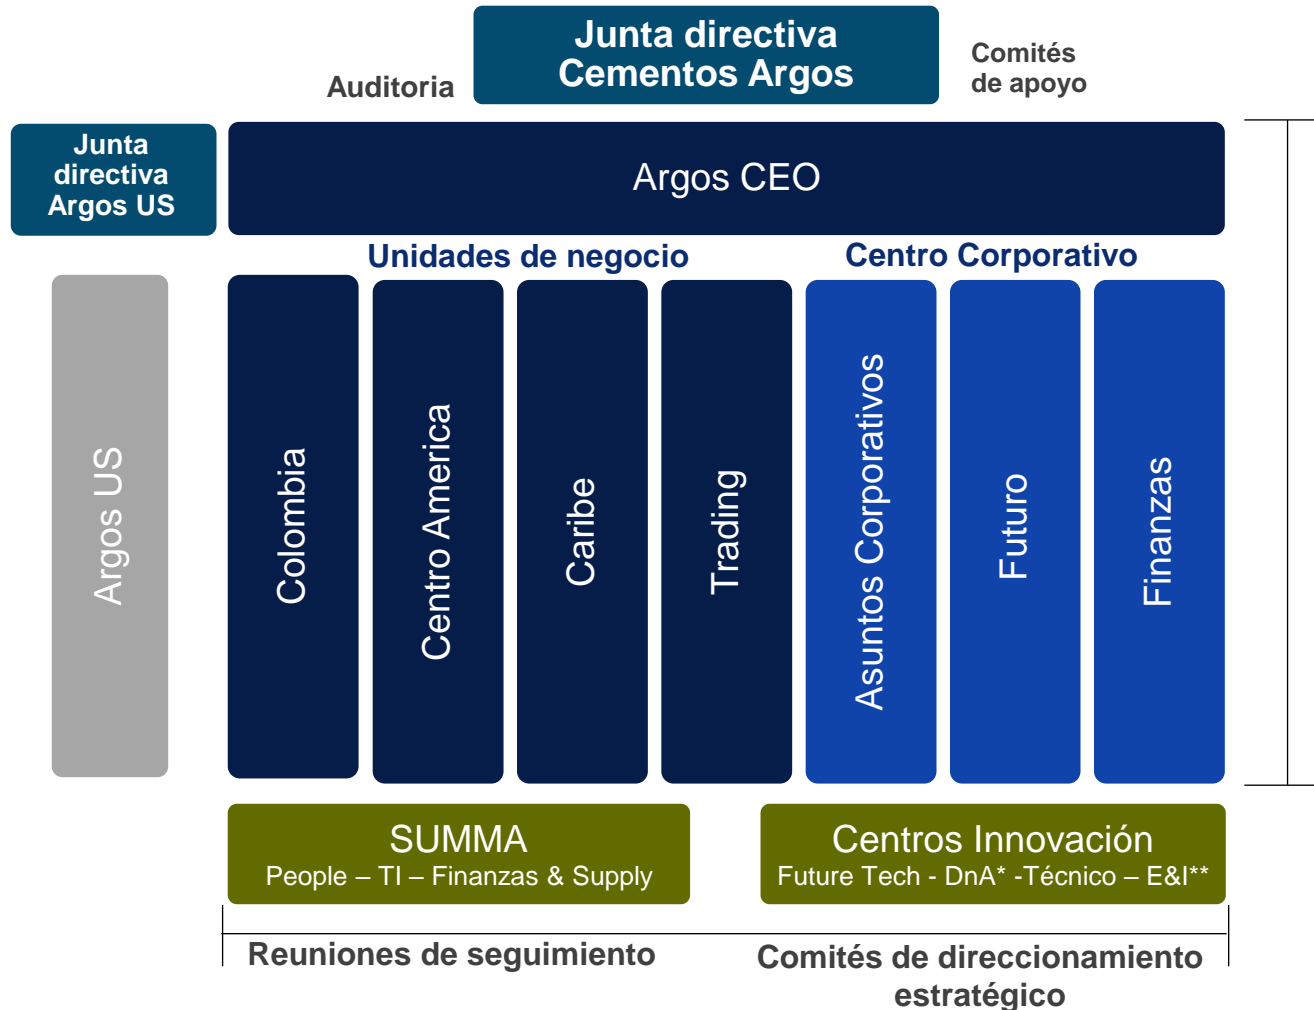 Junta directiva
Cementos Argos
Auditoria
Comités
de apoyo
Junta
directiva
Argos US
Argos CEO
Unidades de negocio
Centro Corporativo
Argos US
Colombia
Centro America
Caribe
Trading
Asuntos Corporativos
Futuro
Finanzas
SUMMA
People – TI – Finanzas & Supply
Centros Innovación
Future Tech - DnA* -Técnico – E&I**
Reuniones de seguimiento
Comités de direccionamiento
estratégico